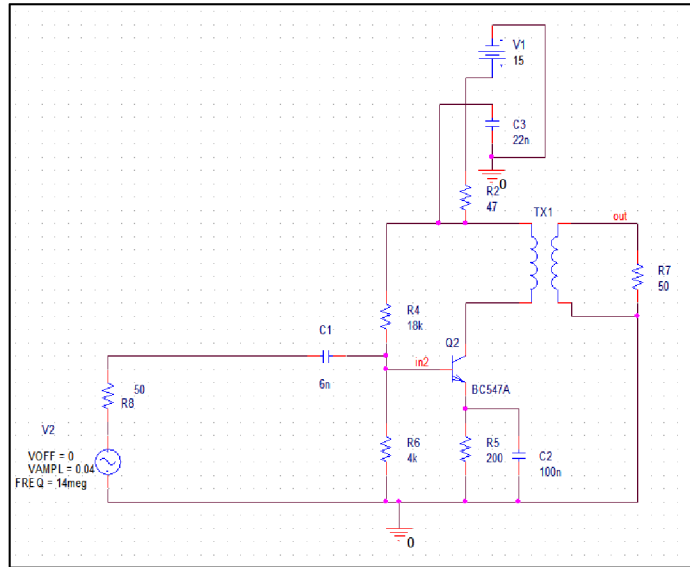 V1
15
C3
22n
0
R2
47
TX1
out
R7
50
R4
18k
C1
6n
Q2
in2
BC547A
50
R8
V2
VOFF = 0
VAMPL = 0.04
FREQ = 14meg
R6
4k
R5
200
C2
100n
0